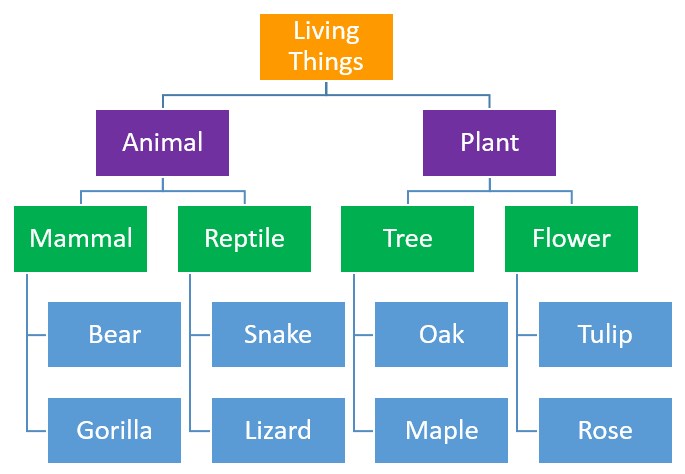 Living
Things
Animal
Plant
Mammal
Reptile
Tree
Flower
Bear
Snake
Oak
Tulip
Gorilla
Lizard
Maple
Rose